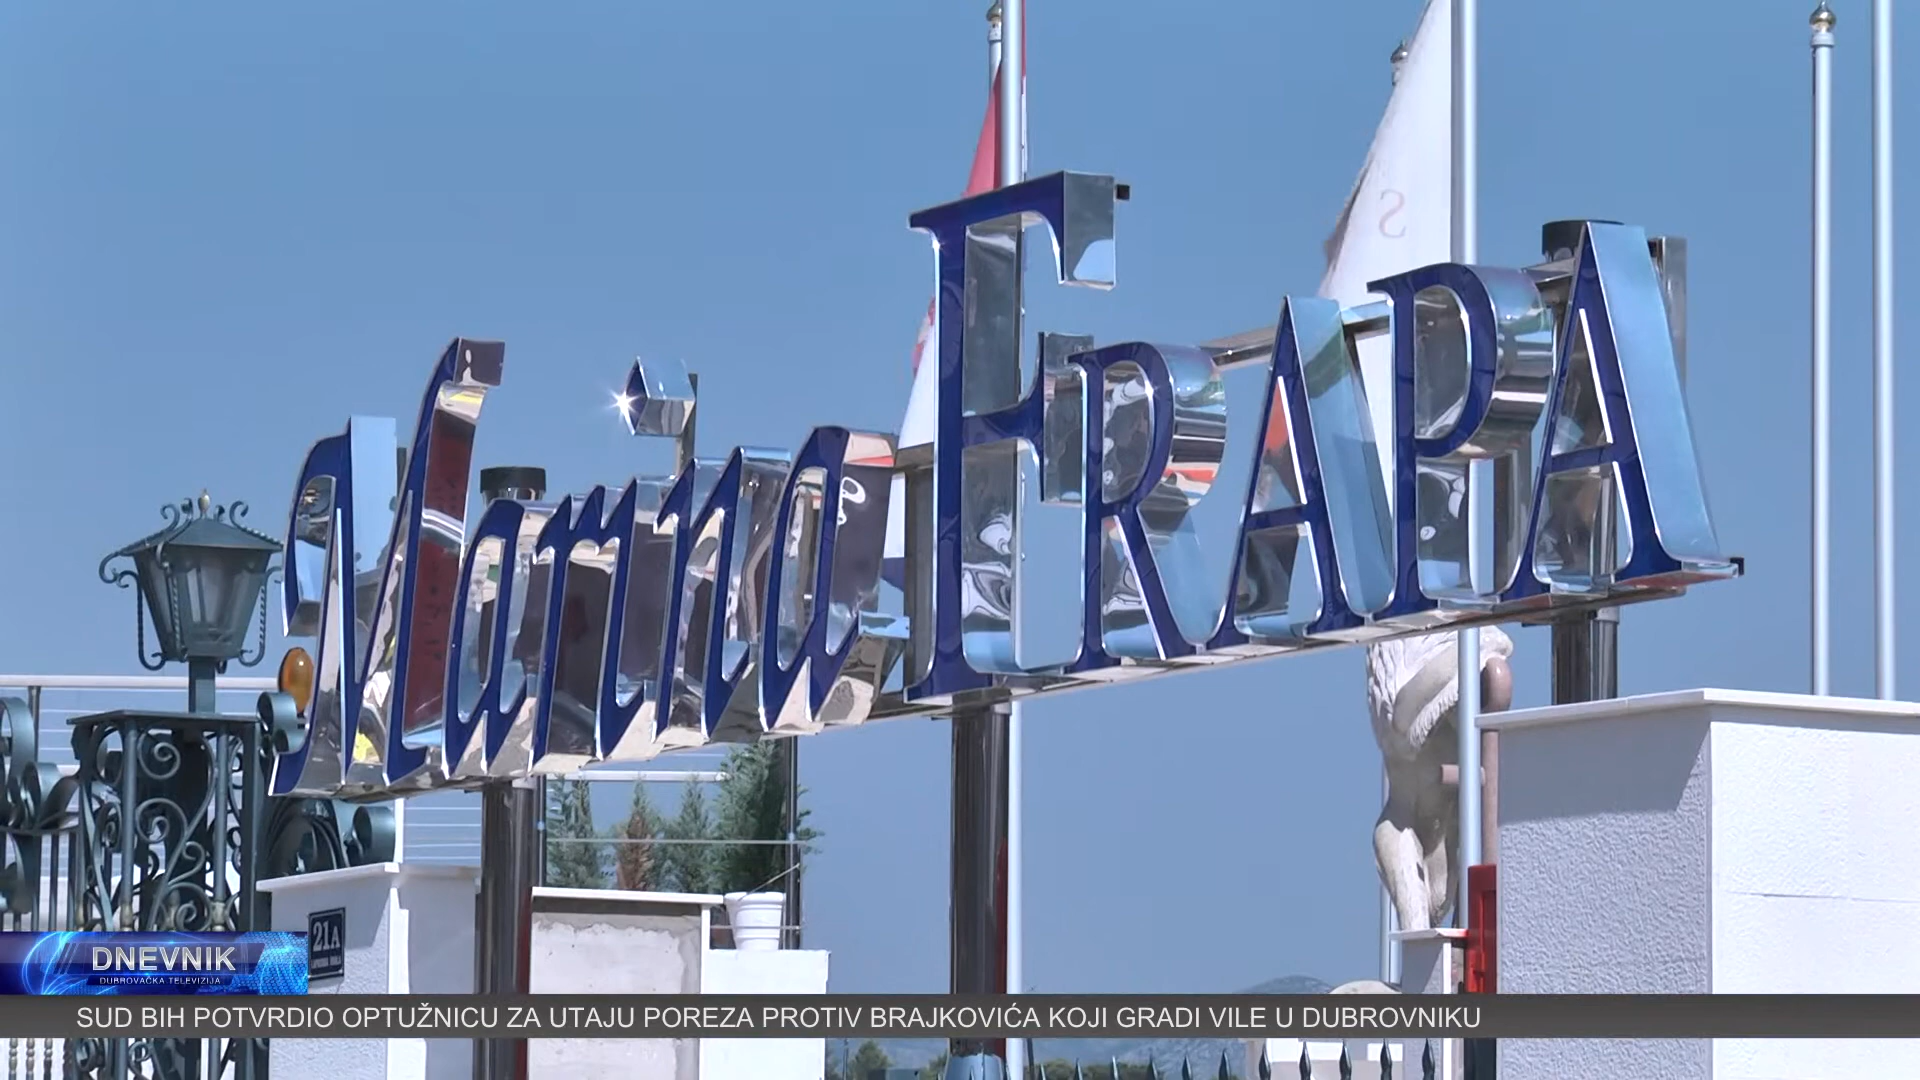 S
Marina FRAPA
21A
DNEVNIK
DUBROVAČKA TELEVIZIJA
SUD BIH POTVRDIO OPTUŽNICU ZA UTAJU POREZA PROTIV BRAJKOVIĆA KOJI GRADI VILE U DUBROVNIKU